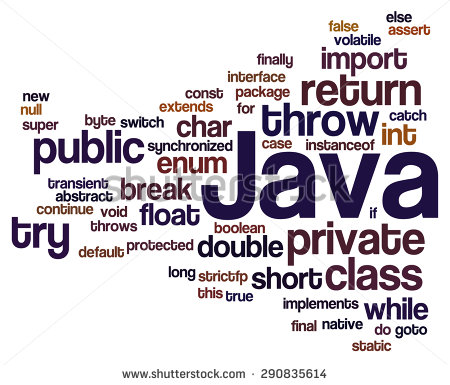 else
false assert
volatile
finally import
interface
new const package return
null extends for
super byte switch char throw catch
public synchronized case instanceof int
enum Java
transient break
abstract
continue void float if
try throws boolean
default protected double private
long strictfp short class
this true
implements while
final native do goto
static
shutterstock
www.shutterstock.com · 290835614